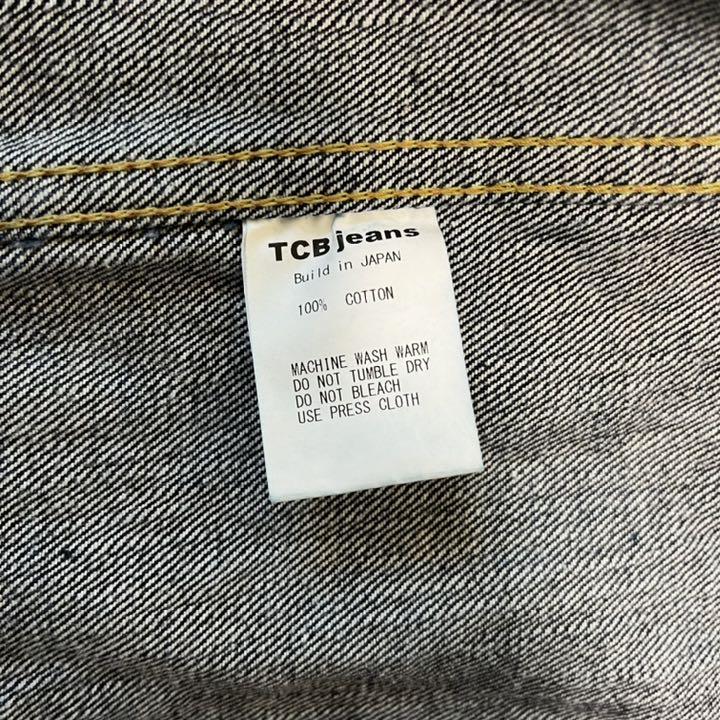 TCB jeans
Build in JAPAN
100% COTTON
MACHINE WASH WARM
DO NOT TUMBLE DRY
DO NOT BLEACH
USE PRESS CLOTH